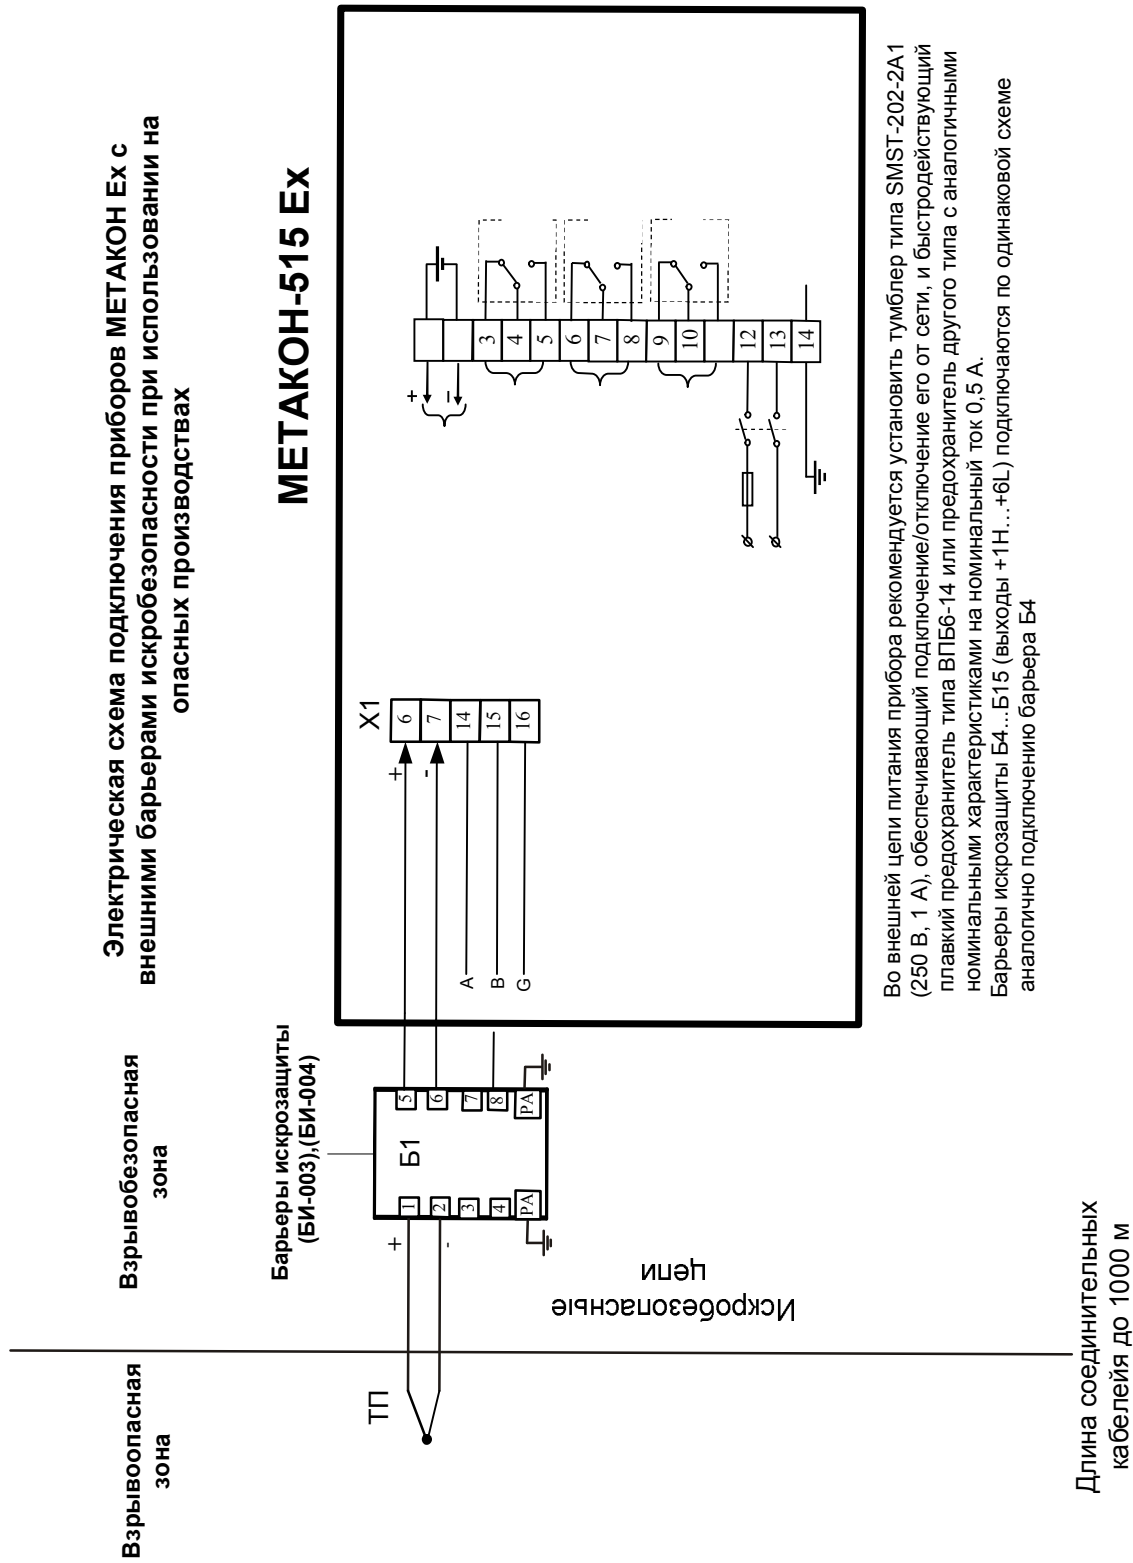 Электрическая схема подключения приборов МЕТАКОН Ех с
внешними барьерами искробезопасности при использовании на
опасных производствах
Взрывоопасная
зона
Взрывобезопасная
зона
Барьеры искрозащиты
(БИ-003),(БИ-004)
МЕТАКОН-515 Ех
ТП
+
-
1
2
3
4
PA
Б1
5
6
7
8
PA
+
-
X1
6
7
14
15
16
A
B
G
+
–
3
4
5
6
7
8
9
10
12
13
14
Искробезопасные
цепи
Длина соединительных
кабелейя до 1000 м
Во внешней цепи питания прибора рекомендуется установить тумблер типа SMST-202-2A1
(250 В, 1 А), обеспечивающий подключение/отключение его от сети, и быстродействующий
плавкий предохранитель типа ВПБ6-14 или предохранитель другого типа с аналогичными
номинальными характеристиками на номинальный ток 0,5 А.
Барьеры искрозащиты Б4...Б15 (выходы +1Н...+6L) подключаются по одинаковой схеме
аналогично подключению барьера Б4